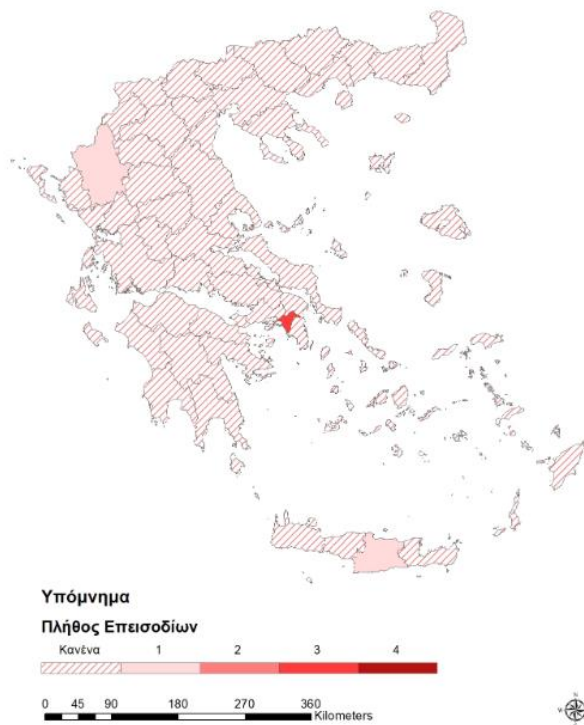 Υπόμνημα
Πλήθος Επεισοδίων
Κανένα 1 2 3 4
0 45 90 180 270 360
Kilometers